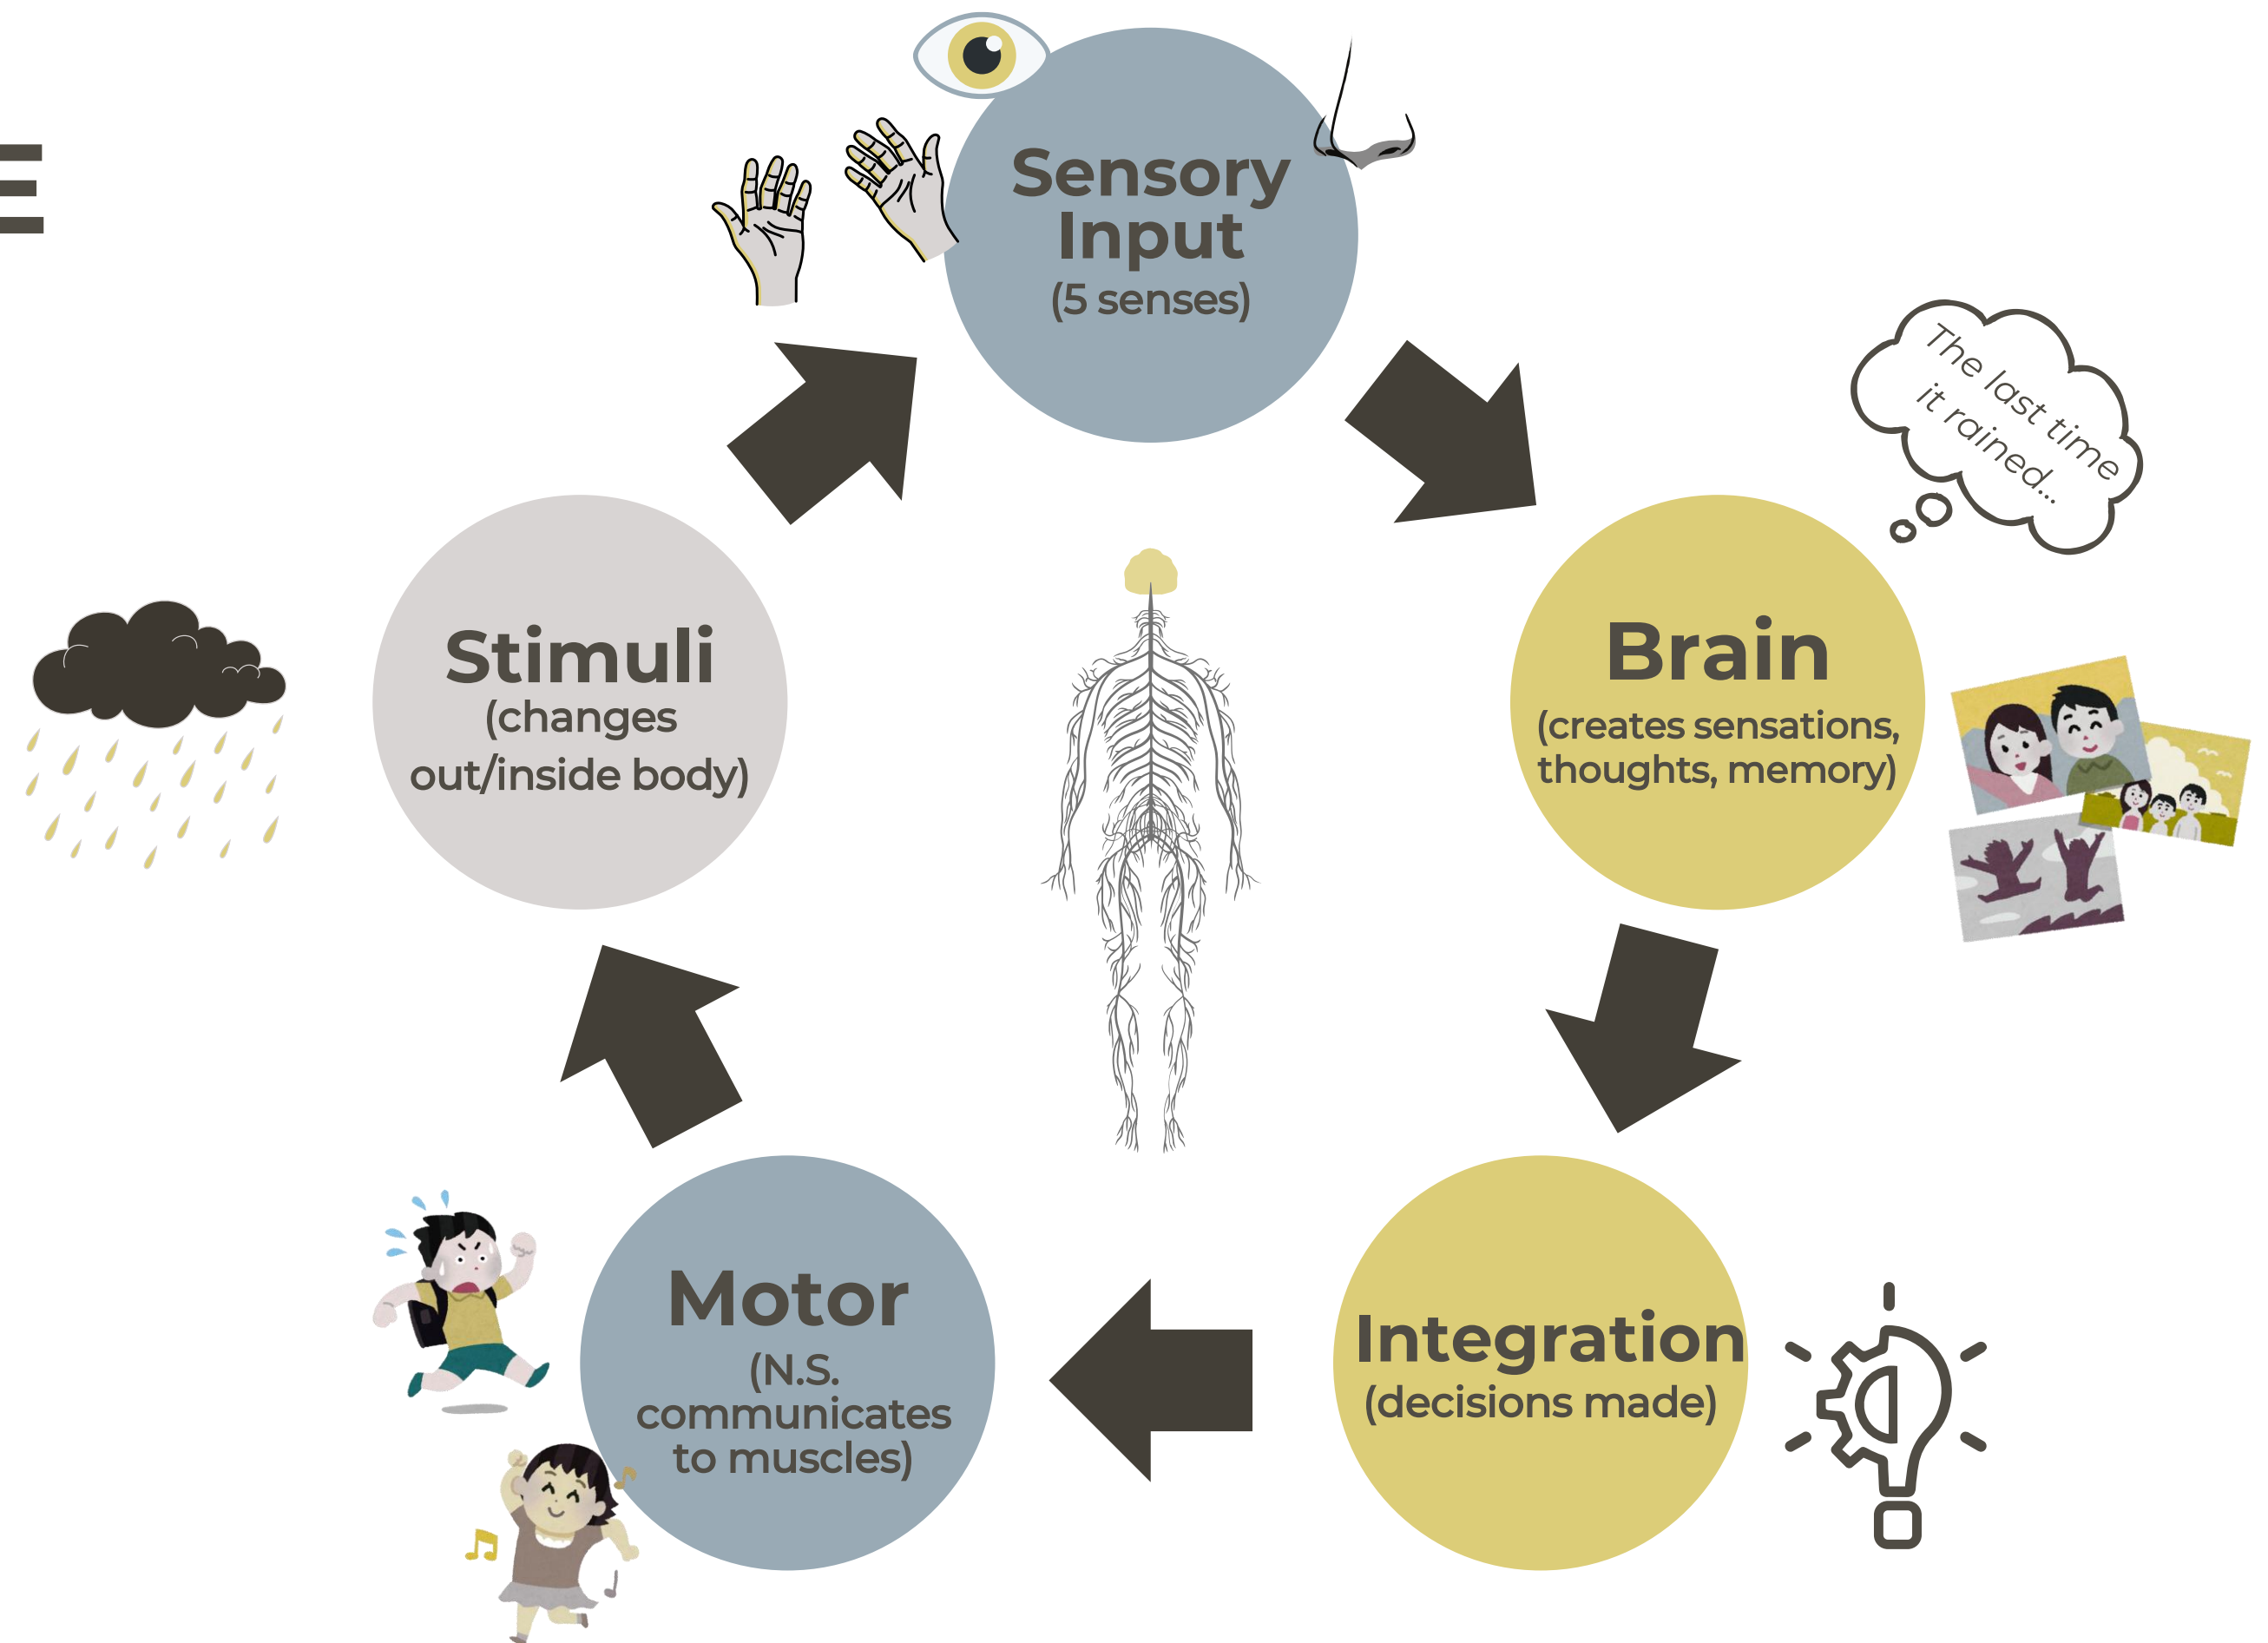 E
Sensory
Input
(5 senses)
The last time
it rained...
Stimuli
(changes
out/inside body)
Brain
(creates sensations,
thoughts, memory)
Motor
(N.S.
communicates
to muscles)
Integration
(decisions made)